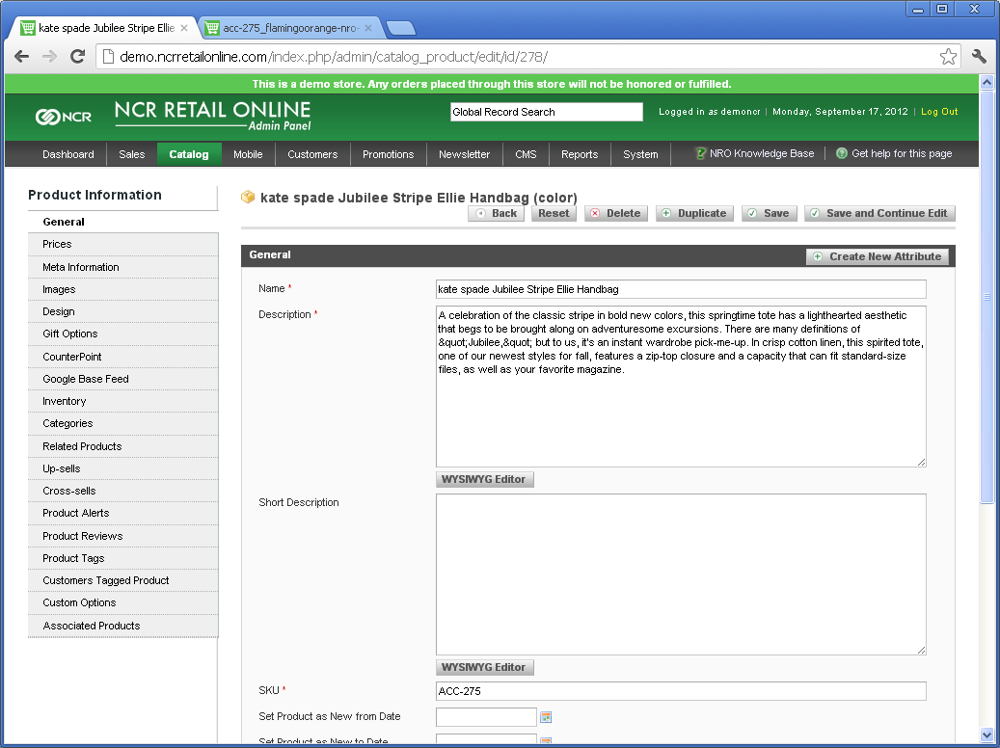 kate spade Jubilee Stripe Ellie
acc-275_flamingoorange-nro-
demo.ncrretailonline.com/index.php/admin/catalog_product/edit/id/278/
This is a demo store. Any orders placed through this store will not be honored or fulfilled.
NCR
NCR RETAIL ONLINE
Admin Panel
Global Record Search
Logged in as demoncr | Monday, September 17, 2012 | Log Out
Dashboard Sales Catalog Mobile Customers Promotions Newsletter CMS Reports System NRO Knowledge Base Get help for this page
Product Information
General
Prices
Meta Information
Images
Design
Gift Options
CounterPoint
Google Base Feed
Inventory
Categories
Related Products
Up-sells
Cross-sells
Product Alerts
Product Reviews
Product Tags
Customers Tagged Product
Custom Options
Associated Products
kate spade Jubilee Stripe Ellie Handbag (color)
Back Reset Delete Duplicate Save Save and Continue Edit
General
Create New Attribute
Name *
kate spade Jubilee Stripe Ellie Handbag
Description *
A celebration of the classic stripe in bold new colors, this springtime tote has a lighthearted aesthetic
that begs to be brought along on adventuresome excursions. There are many definitions of
&quot;Jubilee,&quot; but to us, it's an instant wardrobe pick-me-up. In crisp cotton linen, this spirited tote,
one of our newest styles for fall, features a zip-top closure and a capacity that can fit standard-size
files, as well as your favorite magazine.
WYSIWYG Editor
Short Description
WYSIWYG Editor
SKU *
ACC-275
Set Product as New from Date
Set Product as New to Date